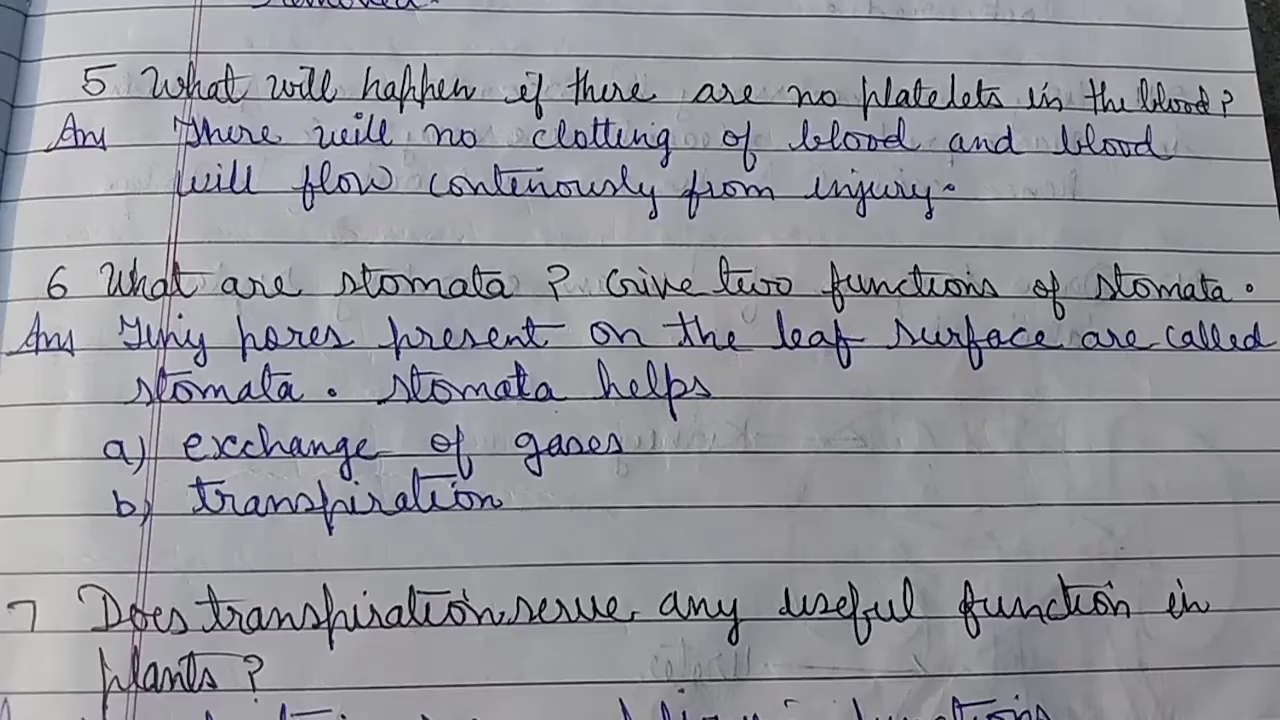 5 What will happen if there are no platelets in the blood?
Ans There will no clotting of blood and blood
will flow contenously from injury.
6 What are stomata ? Give two functions of stomata.
Ans Tiny pores present on the leaf surface are called
stomata. stomata helps
a) exchange of gases
b) transpiration
7 Does transpiration serve any useful function in
plants ?